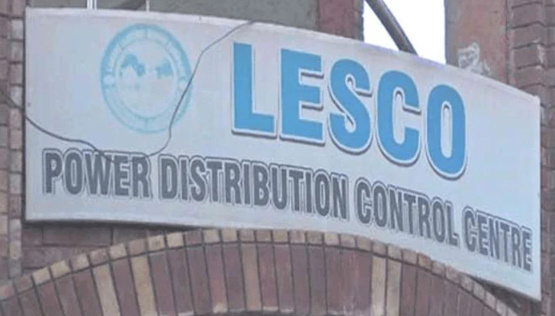 LESCO
POWER DISTRIBUTION CONTROL CENTRE